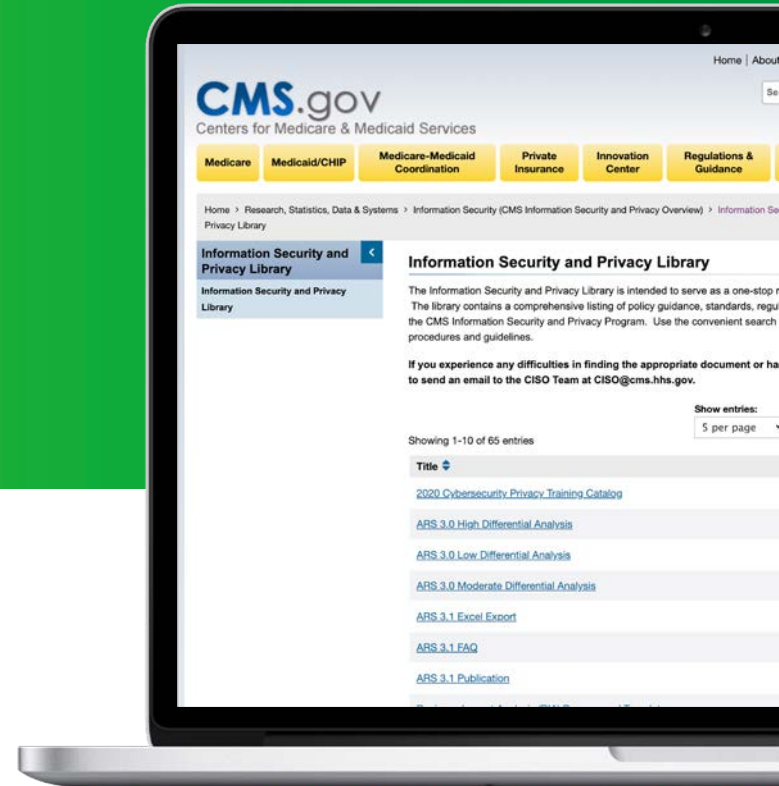 Home | About
CMS.gov
Centers for Medicare & Medicaid Services
Medicare
Medicaid/CHIP
Medicare-Medicaid
Coordination
Private
Insurance
Innovation
Center
Regulations &
Guidance
Home > Research, Statistics, Data & Systems > Information Security (CMS Information Security and Privacy Overview) > Information
Privacy Library
Information Security and
Privacy Library
Information Security and Privacy
Library
Information Security and Privacy Library
The Information Security and Privacy Library is intended to serve as a one-stop
The library contains a comprehensive listing of policy guidance, standards,
the CMS Information Security and Privacy Program. Use the convenient search
procedures and guidelines.
If you experience any difficulties in finding the appropriate document or
to send an email to the CISO Team at CISO@cms.hhs.gov.
Show entries:
5 per page
Showing 1-10 of 65 entries
Title
2020 Cybersecurity Privacy Training Catalog
ARS 3.0 High Differential Analysis
ARS 3.0 Low Differential Analysis
ARS 3.0 Moderate Differential Analysis
ARS 3.1 Excel Export
ARS 3.1 FAQ
ARS 3.1 Publication